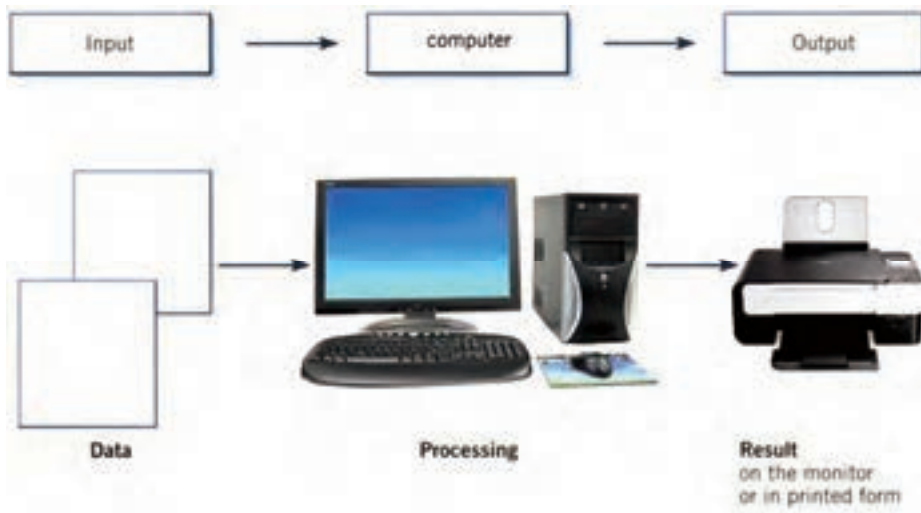 Input
computer
Output
Data
Processing
Result
on the monitor
or in printed form